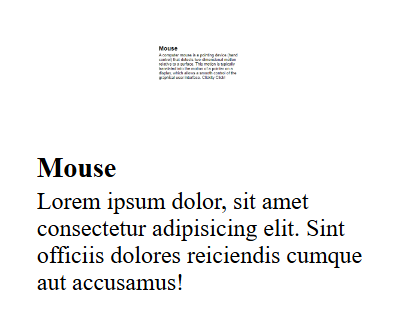 Mouse
A computer mouse is a pointing device (hand
control) that detects two-dimensional motion
relative to a surface. This motion is typically
translated into the motion of a pointer on a
display, which allows a smooth control of the
graphical user interface. Click!
Mouse
Lorem ipsum dolor, sit amet
consectetur adipisicing elit. Sint
officiis dolores reiciendis cumque
aut accusamus!